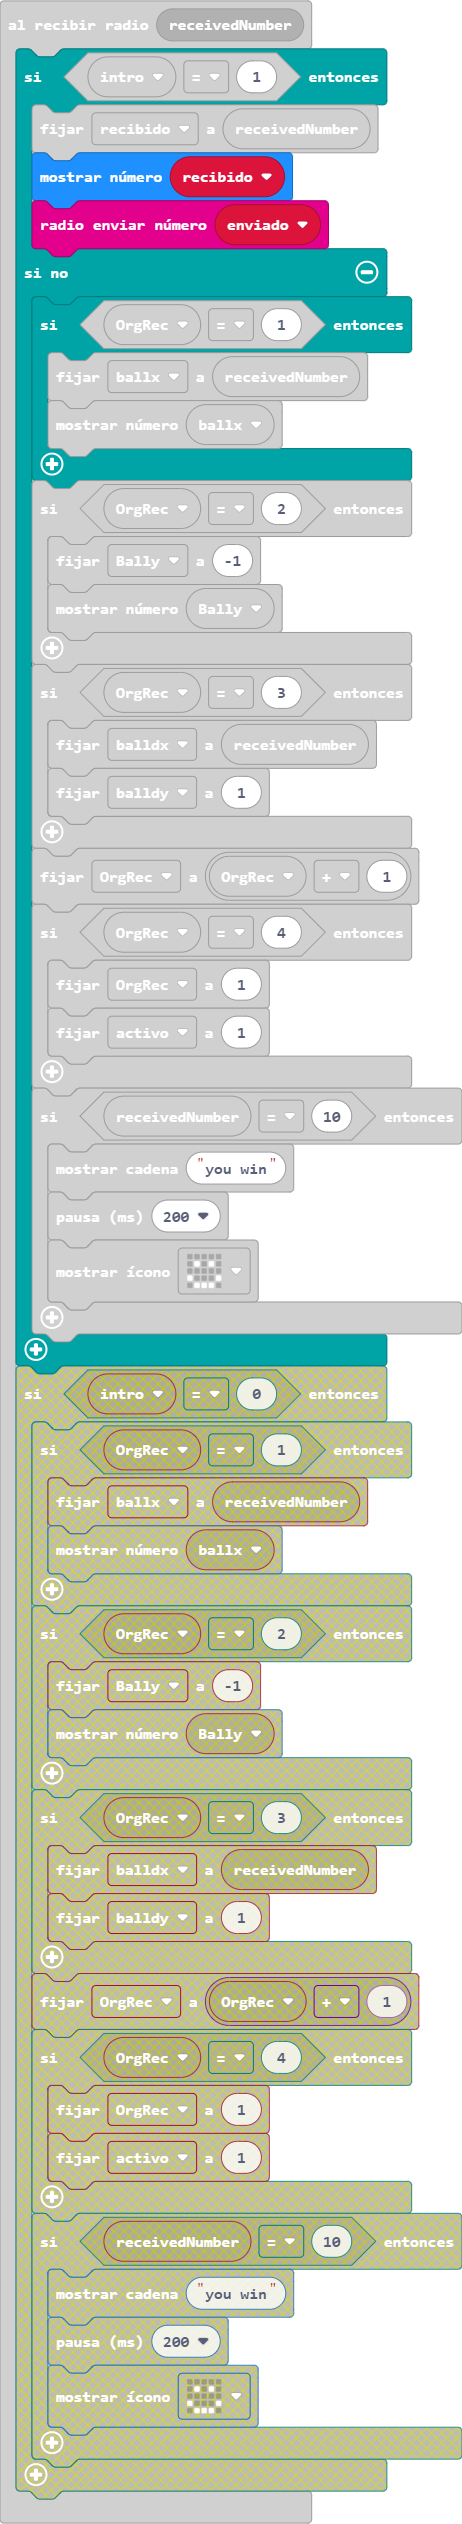 al recibir radio receivedNumber
si intro = 1 entonces
fijar recibido a receivedNumber
mostrar número recibido
radio enviar número enviado
si no
si OrgRec = 1 entonces
fijar ballx a receivedNumber
mostrar número ballx
si OrgRec = 2 entonces
fijar Bally a -1
mostrar número Bally
si OrgRec = 3 entonces
fijar balldx a receivedNumber
fijar balldy a 1
fijar OrgRec a OrgRec + 1
si OrgRec = 4 entonces
fijar OrgRec a 1
fijar activo a 1
si receivedNumber = 10 entonces
mostrar cadena "you win"
pausa (ms) 200
mostrar ícono
si intro = 0 entonces
si OrgRec = 1 entonces
fijar ballx a receivedNumber
mostrar número ballx
si OrgRec = 2 entonces
fijar Bally a -1
mostrar número Bally
si OrgRec = 3 entonces
fijar balldx a receivedNumber
fijar balldy a 1
fijar OrgRec a OrgRec + 1
si OrgRec = 4 entonces
fijar OrgRec a 1
fijar activo a 1
si receivedNumber = 10 entonces
mostrar cadena "you win"
pausa (ms) 200
mostrar ícono